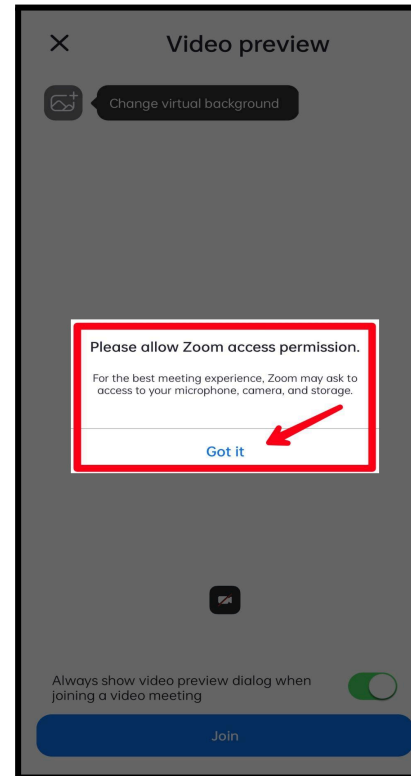 Video preview
Change virtual background
Please allow Zoom access permission.
For the best meeting experience, Zoom may ask to
access to your microphone, camera, and storage.
Got it
Always show video preview dialog when
joining a video meeting
Join